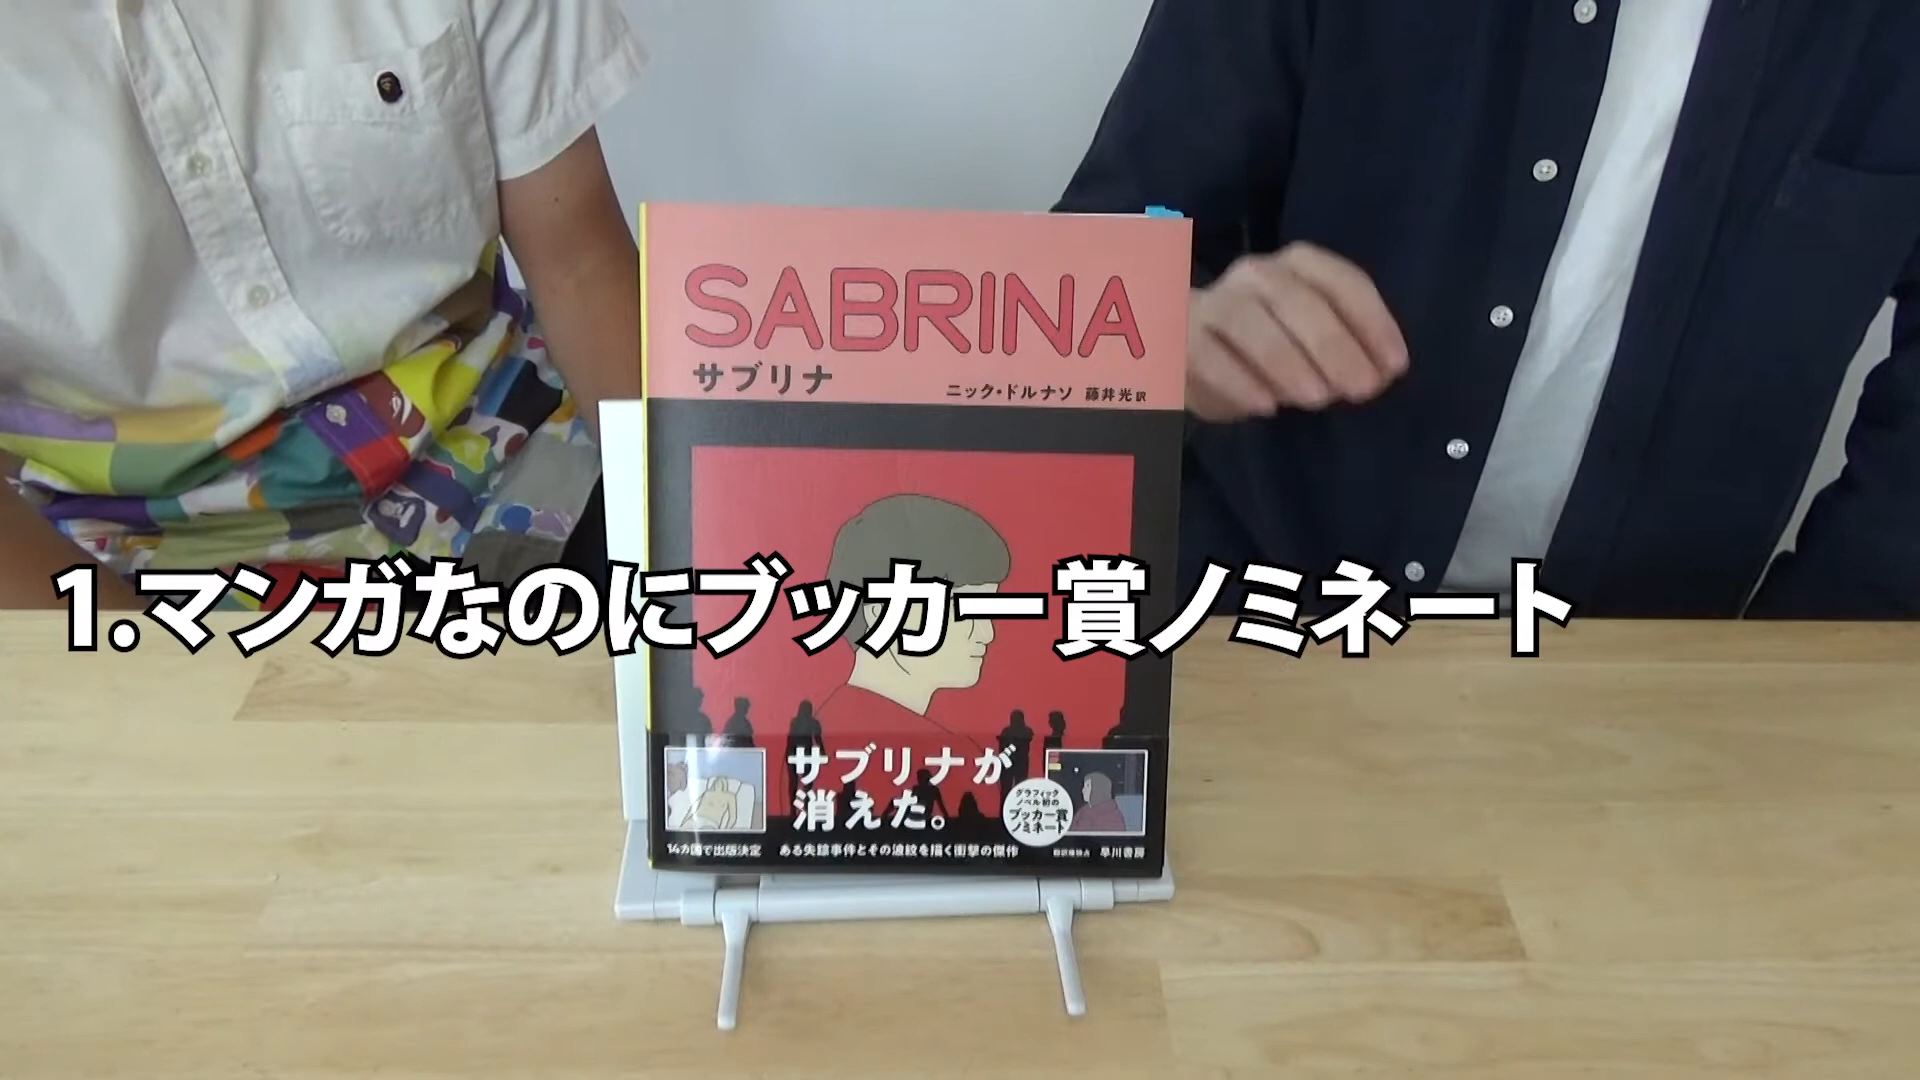 SABRINA
サブリナ
ニック・ドルナソ 藤井光 訳
1.マンガなのにブッカー賞ノミネート
サブリナが
消えた。
グラフィック
ノベル初の
ブッカー賞
ノミネート
14カ国で出版決定 ある失踪事件とその波紋を描く衝撃の傑作
早川書房